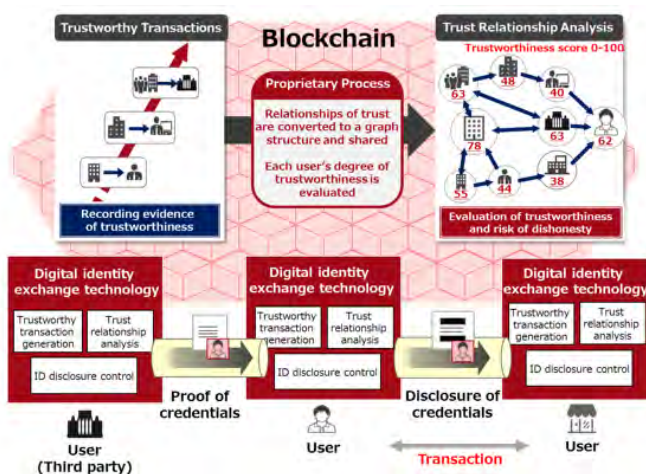 Trustworthy Transactions
Recording evidence
of trustworthiness
Blockchain
Proprietary Process
Relationships of trust
are converted to a graph
structure and shared
Each user's degree of
trustworthiness is
evaluated
Trust Relationship Analysis
Trustworthiness score 0-100
63
48
40
78
63
62
55
44
38
Evaluation of trustworthiness
and risk of dishonesty
Digital identity
exchange technology
Trustworthy
transaction
generation
Trust
relationship
analysis
ID disclosure control
User
(Third party)
Proof of
credentials
Digital identity
exchange technology
Trustworthy
transaction
generation
Trust
relationship
analysis
ID disclosure control
User
Disclosure of
credentials
Transaction
Digital identity
exchange technology
Trustworthy
transaction
generation
Trust
relationship
analysis
ID disclosure control
User